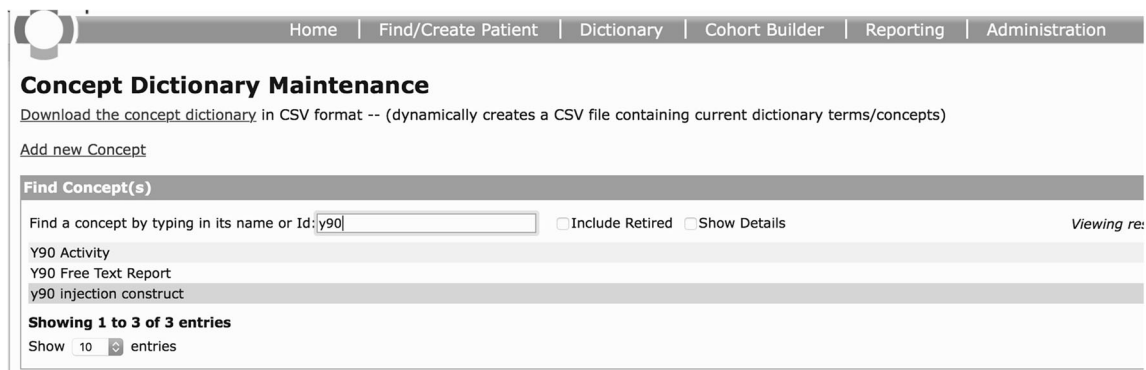 Home | Find/Create Patient | Dictionary | Cohort Builder | Reporting | Administration
Concept Dictionary Maintenance
Download the concept dictionary in CSV format -- (dynamically creates a CSV file containing current dictionary terms/concepts)
Add new Concept
Find Concept(s)
Find a concept by typing in its name or Id: y90 Include Retired Show Details Viewing
Y90 Activity
Y90 Free Text Report
y90 injection construct
Showing 1 to 3 of 3 entries
Show 10 entries